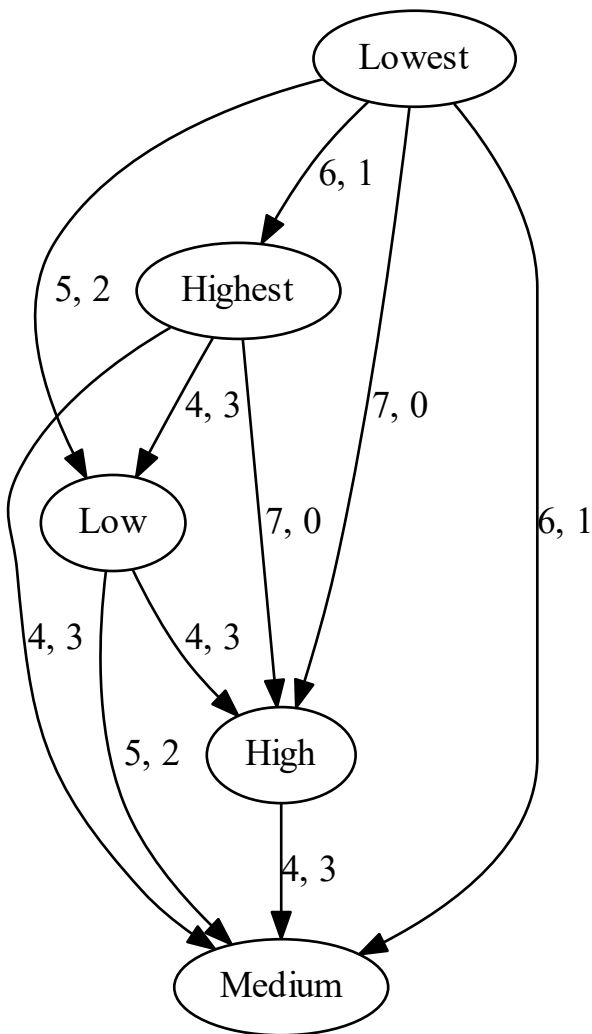 Lowest
6, 1
Highest
5, 2
4, 3
7, 0
Low
7, 0
6, 1
4, 3
4, 3
High
5, 2
4, 3
Medium